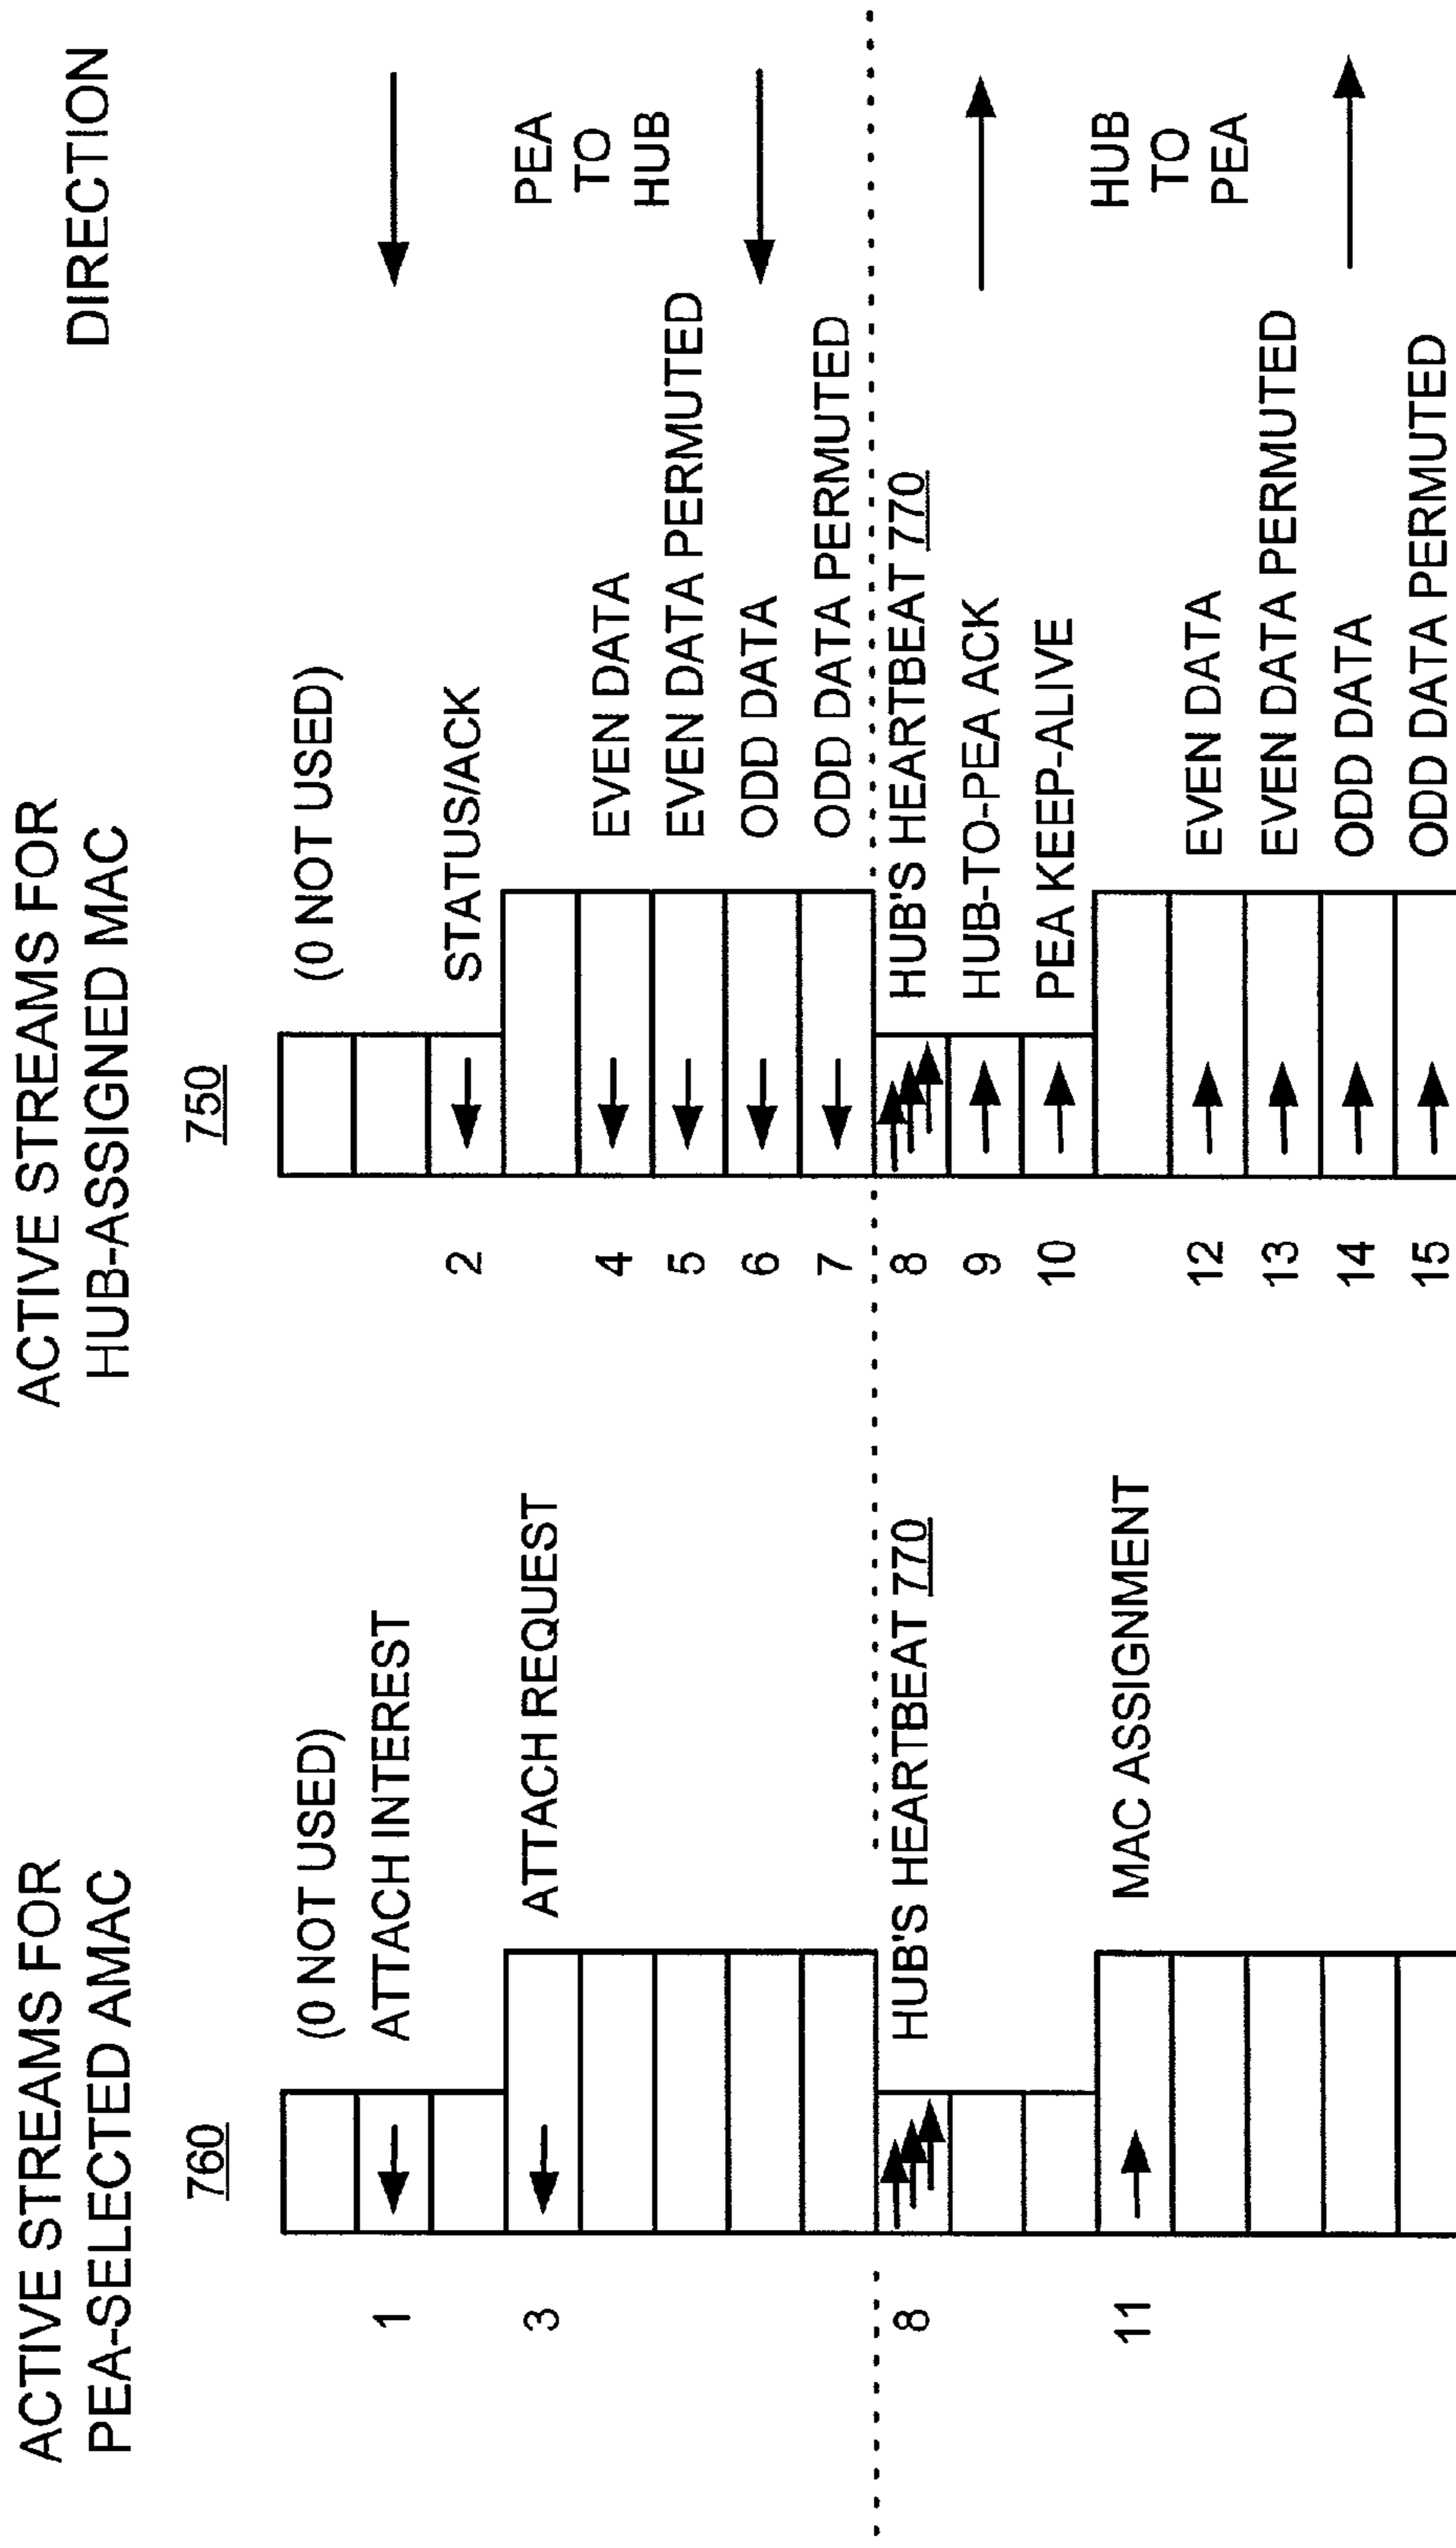 ACTIVE STREAMS FOR
PEA-SELECTED AMAC
760
(0 NOT USED)
1 ATTACH INTEREST
3 ATTACH REQUEST
8 HUB'S HEARTBEAT 770
11 MAC ASSIGNMENT
ACTIVE STREAMS FOR
HUB-ASSIGNED MAC
750
(0 NOT USED)
2 STATUS/ACK
4 EVEN DATA
5 EVEN DATA PERMUTED
6 ODD DATA
7 ODD DATA PERMUTED
8 HUB'S HEARTBEAT 770
9 HUB-TO-PEA ACK
10 PEA KEEP-ALIVE
12 EVEN DATA
13 EVEN DATA PERMUTED
14 ODD DATA
15 ODD DATA PERMUTED
DIRECTION
PEA
TO
HUB
HUB
TO
PEA